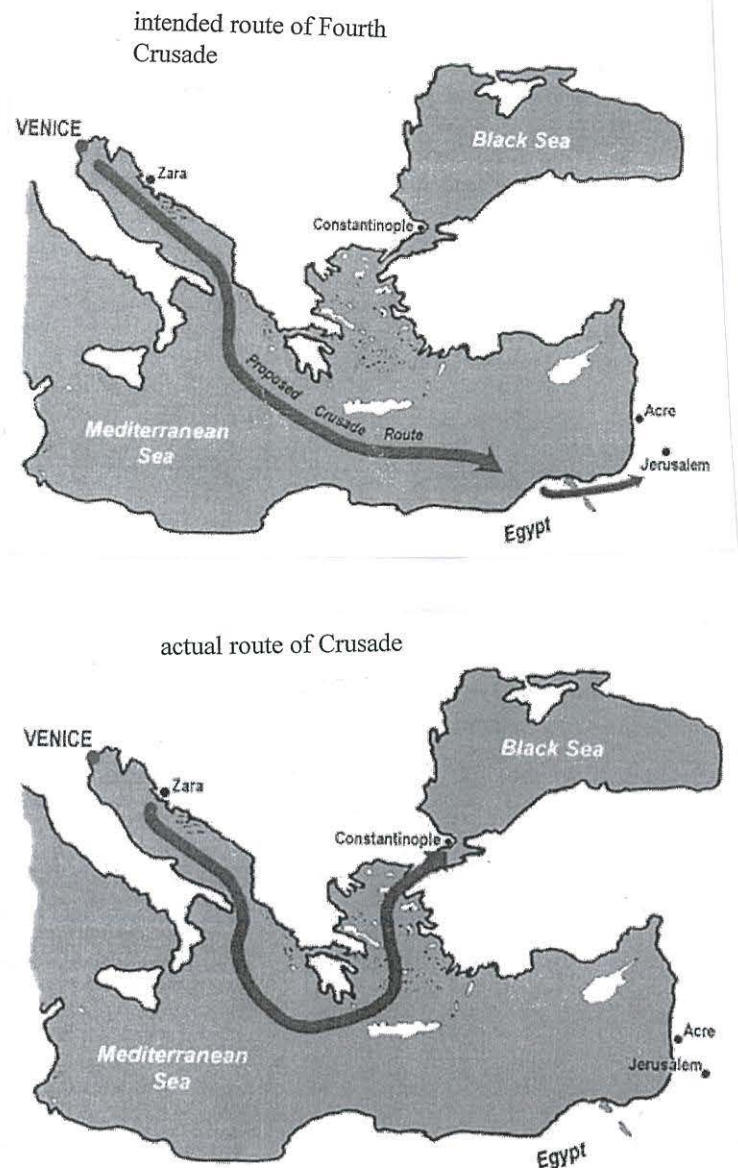 intended route of Fourth
Crusade
VENICE
Zara
Black Sea
Constantinople
Proposed Crusade Route
Mediterranean
Sea
Acre
Jerusalem
Egypt
actual route of Crusade
VENICE
Zara
Black Sea
Constantinople
Mediterranean
Sea
Acre
Jerusalem
Egypt